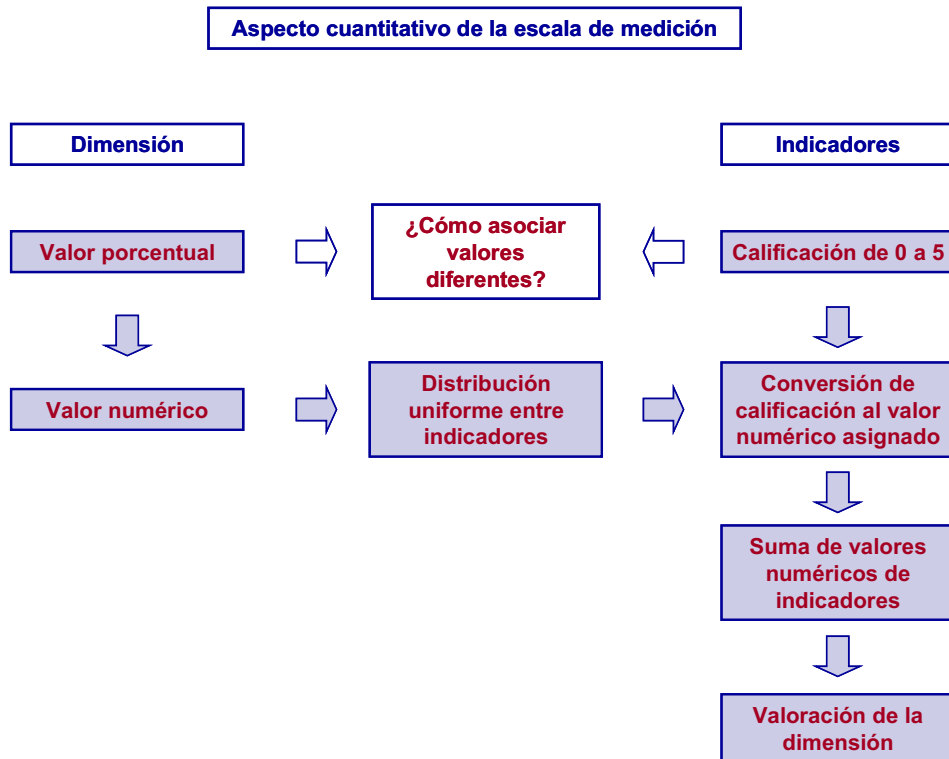 Aspecto cuantitativo de la escala de medición
Dimensión
Indicadores
Valor porcentual
¿Cómo asociar
valores
diferentes?
Calificación de 0 a 5
Valor numérico
Distribución
uniforme entre
indicadores
Conversión de
calificación al valor
numérico asignado
Suma de valores
numéricos de
indicadores
Valoración de la
dimensión